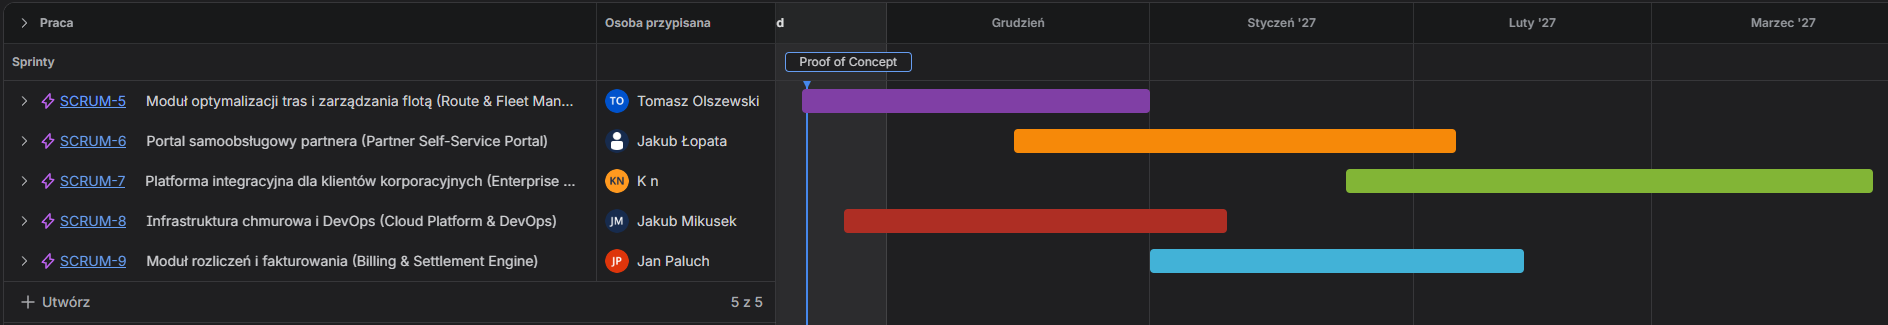 Praca Osoba przypisana d Grudzień Styczeń '27 Luty '27 Marzec '27
Sprinty Proof of Concept
SCRUM-5 Moduł optymalizacji tras i zarządzania flotą (Route & Fleet Man... TO Tomasz Olszewski
SCRUM-6 Portal samoobsługowy partnera (Partner Self-Service Portal) Jakub Łopata
SCRUM-7 Platforma integracyjna dla klientów korporacyjnych (Enterprise ... KN K n
SCRUM-8 Infrastruktura chmurowa i DevOps (Cloud Platform & DevOps) JM Jakub Mikusek
SCRUM-9 Moduł rozliczeń i fakturowania (Billing & Settlement Engine) JP Jan Paluch
Utwórz 5 z 5